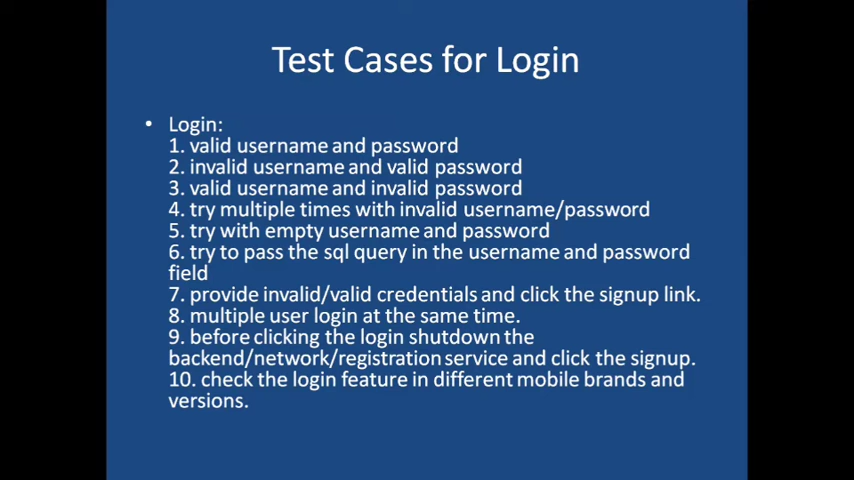 Test Cases for Login
• Login:
1. valid username and password
2. invalid username and valid password
3. valid username and invalid password
4. try multiple times with invalid username/password
5. try with empty username and password
6. try to pass the sql query in the username and password
field
7. provide invalid/valid credentials and click the signup link.
8. multiple user login at the same time.
9. before clicking the login shutdown the
backend/network/registration service and click the signup.
10. check the login feature in different mobile brands and
versions.